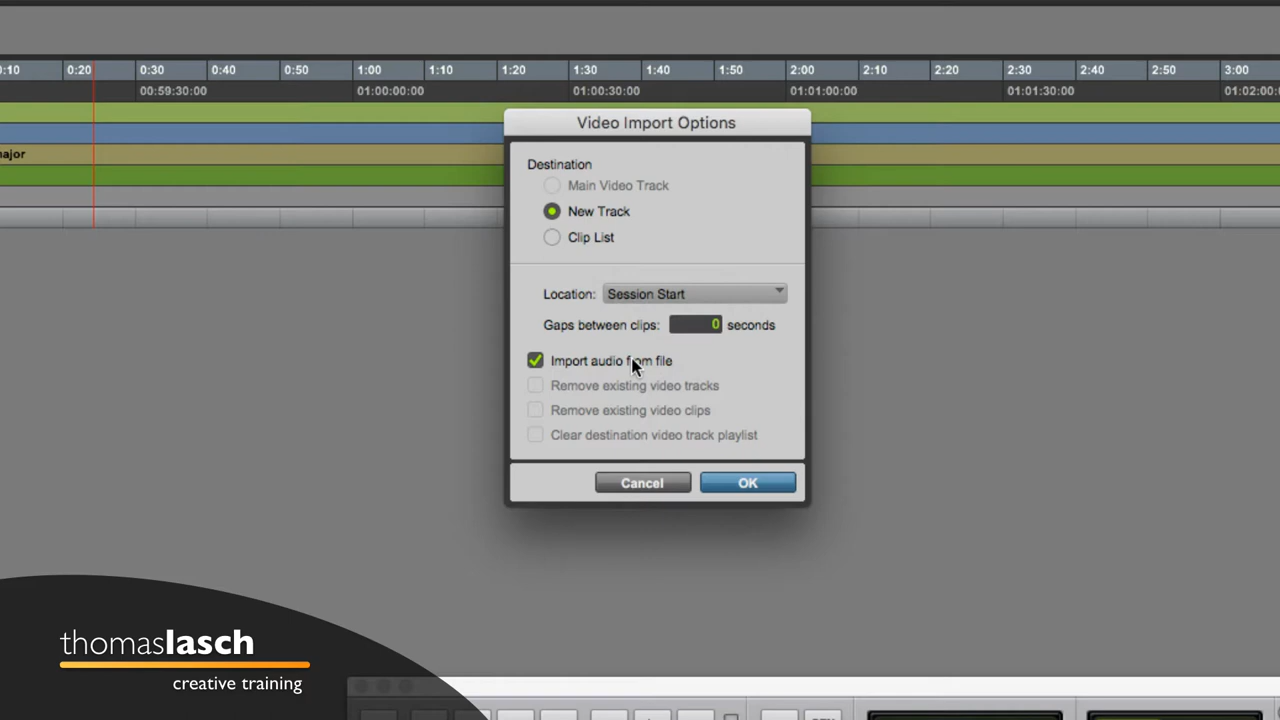 0:10 0:20 0:30 0:40 0:50 1:00 1:10 1:20 1:30 1:40 1:50 2:00 2:10 2:20 2:30 2:40 2:50 3:00
00:59:30:00 01:00:00:00 01:00:30:00 01:01:00:00 01:01:30:00 01:02:00:0
Video Import Options
najor
Destination
Main Video Track
New Track
Clip List
Location: Session Start
Gaps between clips: 0 seconds
Import audio from file
Remove existing video tracks
Remove existing video clips
Clear destination video track playlist
Cancel OK
thomaslasch
creative training